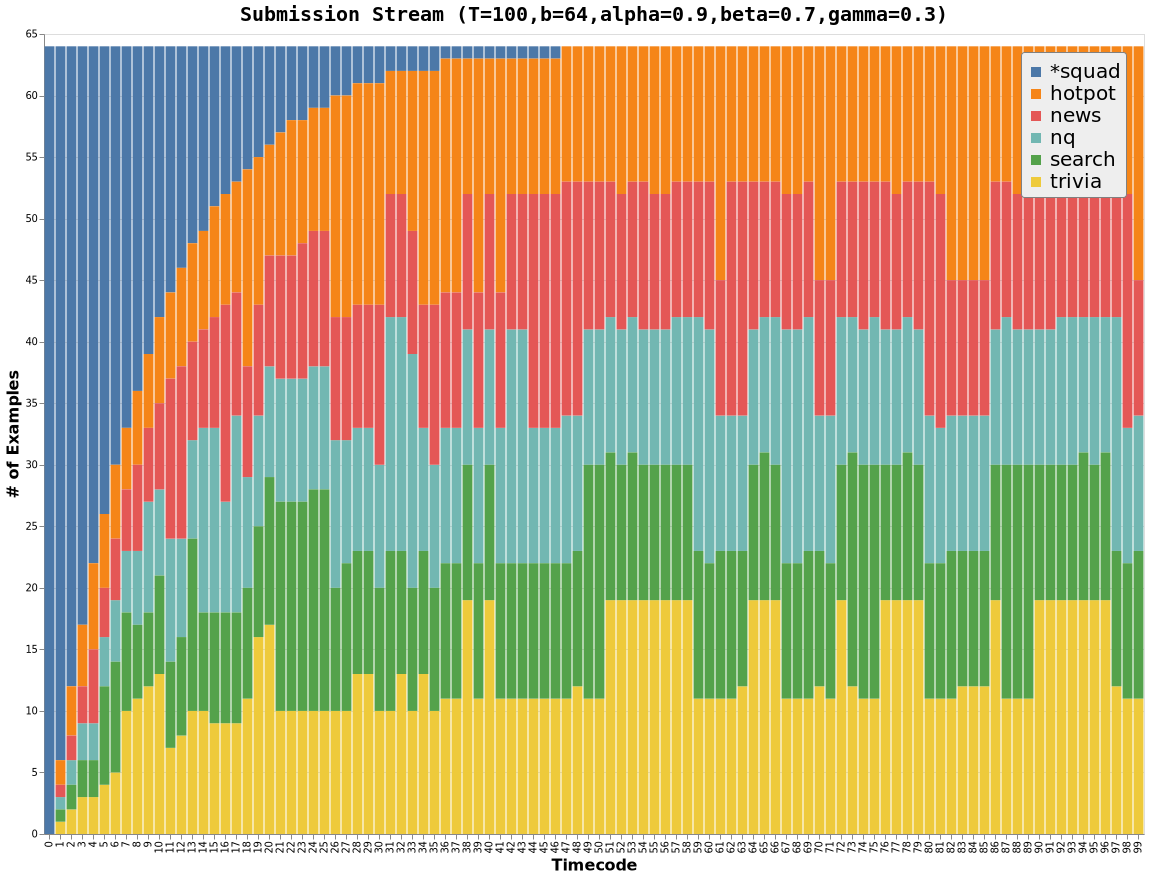 Submission Stream (T=100,b=64,alpha=0.9,beta=0.7,gamma=0.3)
65
60
55
50
45
40
35
30
25
20
15
10
5
0
# of Examples
*squad
hotpot
news
nq
search
trivia
0 1 2 3 4 5 6 7 8 9 10 11 12 13 14 15 16 17 18 19 20 21 22 23 24 25 26 27 28 29 30 31 32 33 34 35 36 37 38 39 40 41 42 43 44 45 46 47 48 49 50 51 52 53 54 55 56 57 58 59 60 61 62 63 64 65 66 67 68 69 70 71 72 73 74 75 76 77 78 79 80 81 82 83 84 85 86 87 88 89 90 91 92 93 94 95 96 97 98 99
Timecode